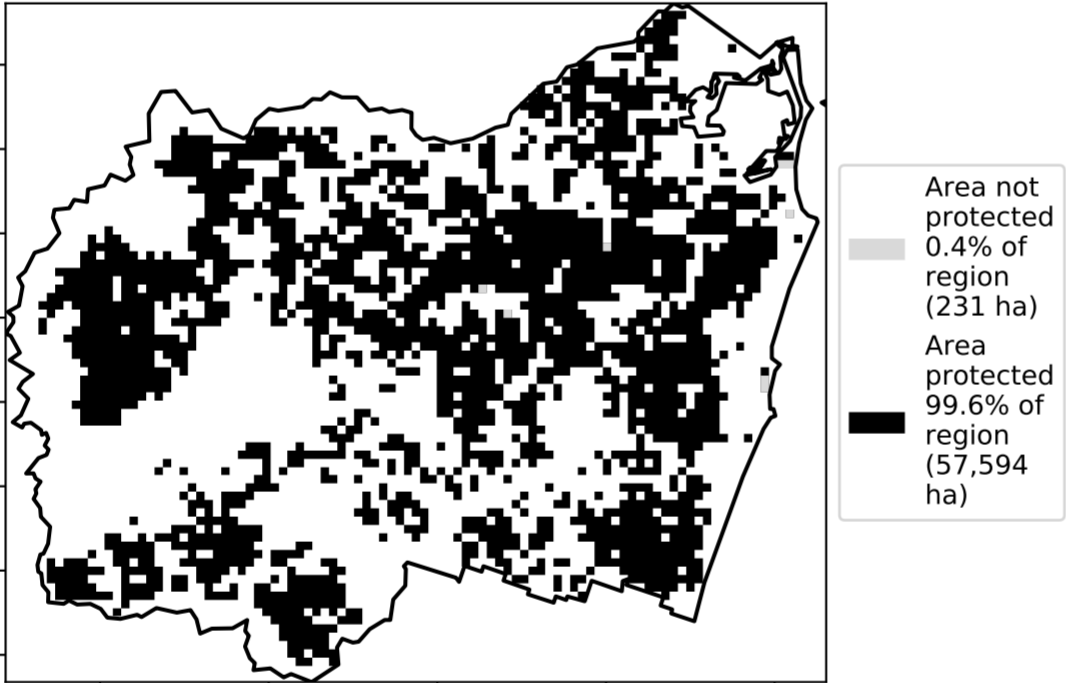 Area not
protected
0.4% of
region
(231 ha)
Area
protected
99.6% of
region
(57,594
ha)